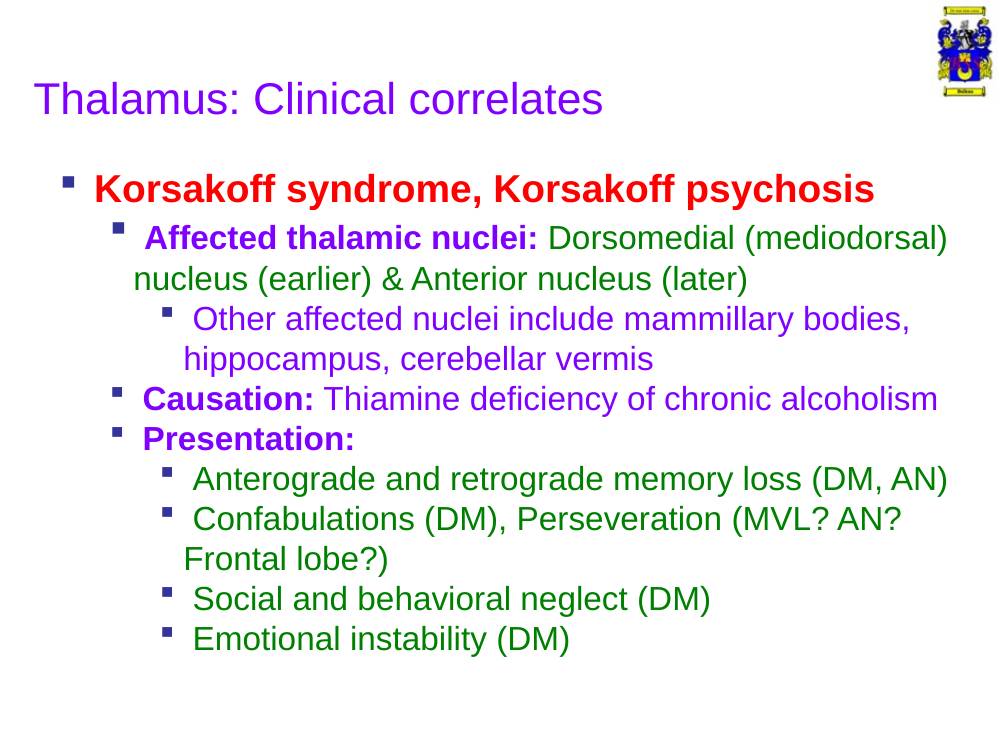 Thalamus: Clinical correlates
Korsakoff syndrome, Korsakoff psychosis
Affected thalamic nuclei: Dorsomedial (mediodorsal)
nucleus (earlier) & Anterior nucleus (later)
Other affected nuclei include mammillary bodies,
hippocampus, cerebellar vermis
Causation: Thiamine deficiency of chronic alcoholism
Presentation:
Anterograde and retrograde memory loss (DM, AN)
Confabulations (DM), Perseveration (MVL? AN?
Frontal lobe?)
Social and behavioral neglect (DM)
Emotional instability (DM)